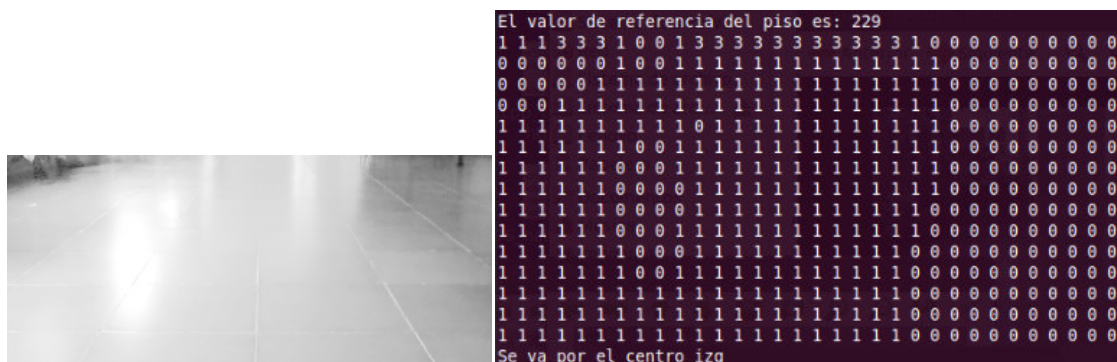 El valor de referencia del piso es: 229
1 1 1 3 3 3 1 0 0 1 3 3 3 3 3 3 3 3 3 3 3 1 0 0 0 0 0 0 0 0 0 0
0 0 0 0 0 0 1 0 0 1 1 1 1 1 1 1 1 1 1 1 1 1 1 0 0 0 0 0 0 0 0 0
0 0 0 0 0 1 1 1 1 1 1 1 1 1 1 1 1 1 1 1 1 1 1 0 0 0 0 0 0 0 0 0
0 0 0 1 1 1 1 1 1 1 1 1 1 1 1 1 1 1 1 1 1 1 1 0 0 0 0 0 0 0 0 0
1 1 1 1 1 1 1 1 1 1 0 1 1 1 1 1 1 1 1 1 1 1 1 0 0 0 0 0 0 0 0 0
1 1 1 1 1 1 1 0 0 1 1 1 1 1 1 1 1 1 1 1 1 1 1 0 0 0 0 0 0 0 0 0
1 1 1 1 1 1 0 0 0 1 1 1 1 1 1 1 1 1 1 1 1 1 1 0 0 0 0 0 0 0 0 0
1 1 1 1 1 1 0 0 0 0 1 1 1 1 1 1 1 1 1 1 1 1 1 0 0 0 0 0 0 0 0 0
1 1 1 1 1 1 0 0 0 0 1 1 1 1 1 1 1 1 1 1 1 1 0 0 0 0 0 0 0 0 0 0
1 1 1 1 1 1 0 0 0 1 1 1 1 1 1 1 1 1 1 1 1 1 0 0 0 0 0 0 0 0 0 0
1 1 1 1 1 1 1 0 0 0 1 1 1 1 1 1 1 1 1 1 1 0 0 0 0 0 0 0 0 0 0 0
1 1 1 1 1 1 1 0 0 1 1 1 1 1 1 1 1 1 1 1 1 0 0 0 0 0 0 0 0 0 0 0
1 1 1 1 1 1 1 1 1 1 1 1 1 1 1 1 1 1 1 1 1 0 0 0 0 0 0 0 0 0 0 0
1 1 1 1 1 1 1 1 1 1 1 1 1 1 1 1 1 1 1 1 1 0 0 0 0 0 0 0 0 0 0 0
1 1 1 1 1 1 1 1 1 1 1 1 1 1 1 1 1 1 1 1 1 0 0 0 0 0 0 0 0 0 0 0
Se va por el centro izq